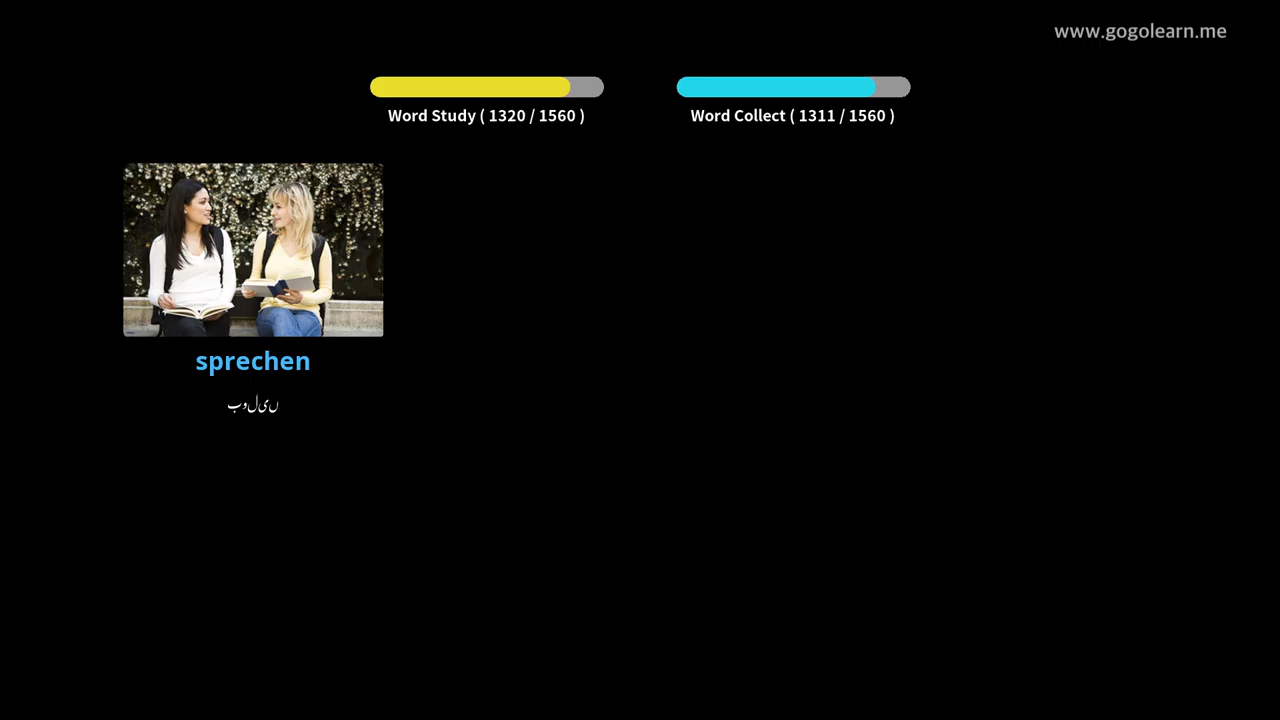 www.gogolearn.me
Word Study ( 1320 / 1560 )
Word Collect ( 1311 / 1560 )
sprechen
بولیں